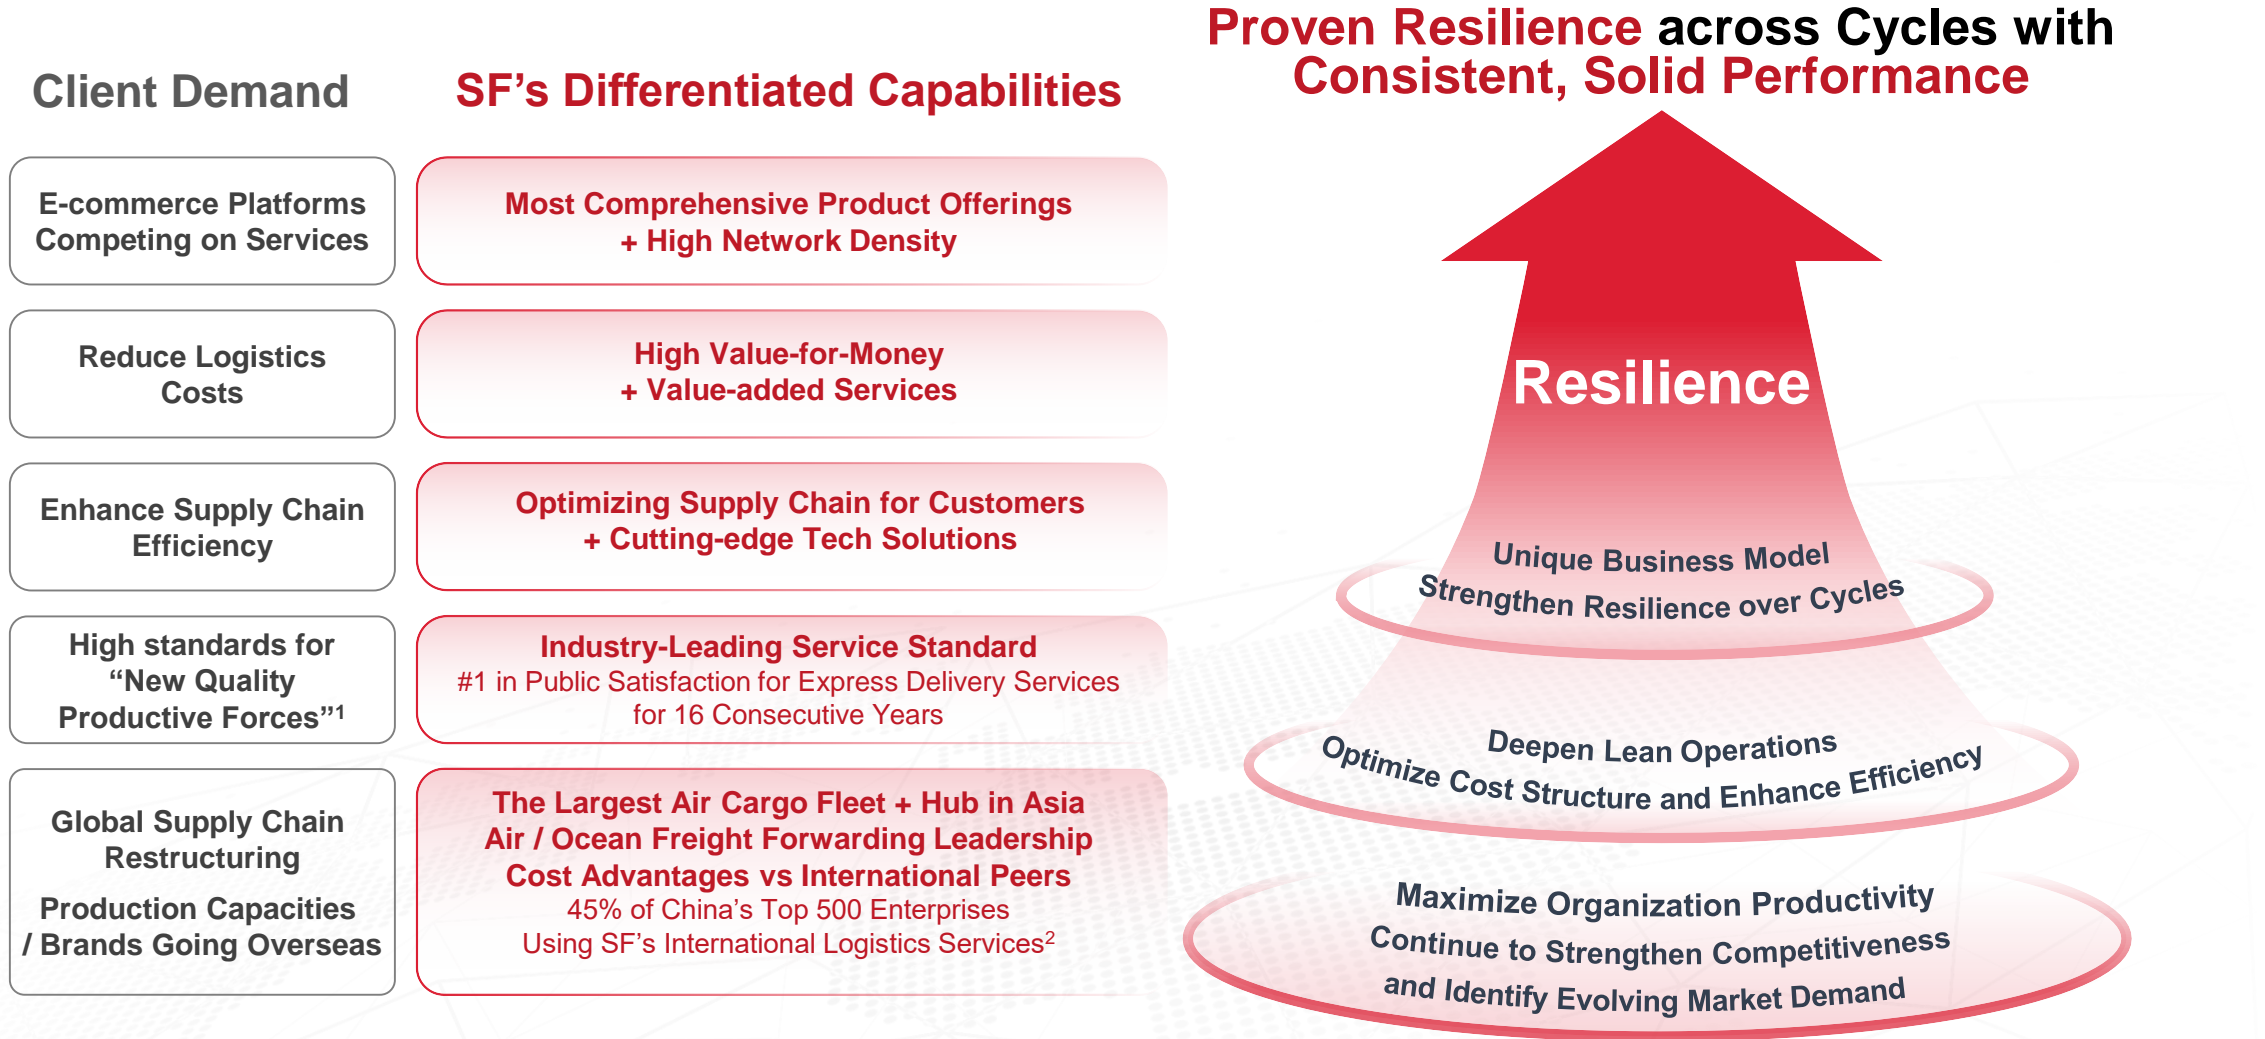 Client Demand
SF’s Differentiated Capabilities
Proven Resilience across Cycles with
Consistent, Solid Performance
E-commerce Platforms
Competing on Services
Most Comprehensive Product Offerings
+ High Network Density
Reduce Logistics
Costs
High Value-for-Money
+ Value-added Services
Enhance Supply Chain
Efficiency
Optimizing Supply Chain for Customers
+ Cutting-edge Tech Solutions
High standards for
“New Quality
Productive Forces”¹
Industry-Leading Service Standard
#1 in Public Satisfaction for Express Delivery Services
for 16 Consecutive Years
Global Supply Chain
Restructuring
Production Capacities
/ Brands Going Overseas
The Largest Air Cargo Fleet + Hub in Asia
Air / Ocean Freight Forwarding Leadership
Cost Advantages vs International Peers
45% of China’s Top 500 Enterprises
Using SF’s International Logistics Services²
Resilience
Unique Business Model
Strengthen Resilience over Cycles
Deepen Lean Operations
Optimize Cost Structure and Enhance Efficiency
Maximize Organization Productivity
Continue to Strengthen Competitiveness
and Identify Evolving Market Demand